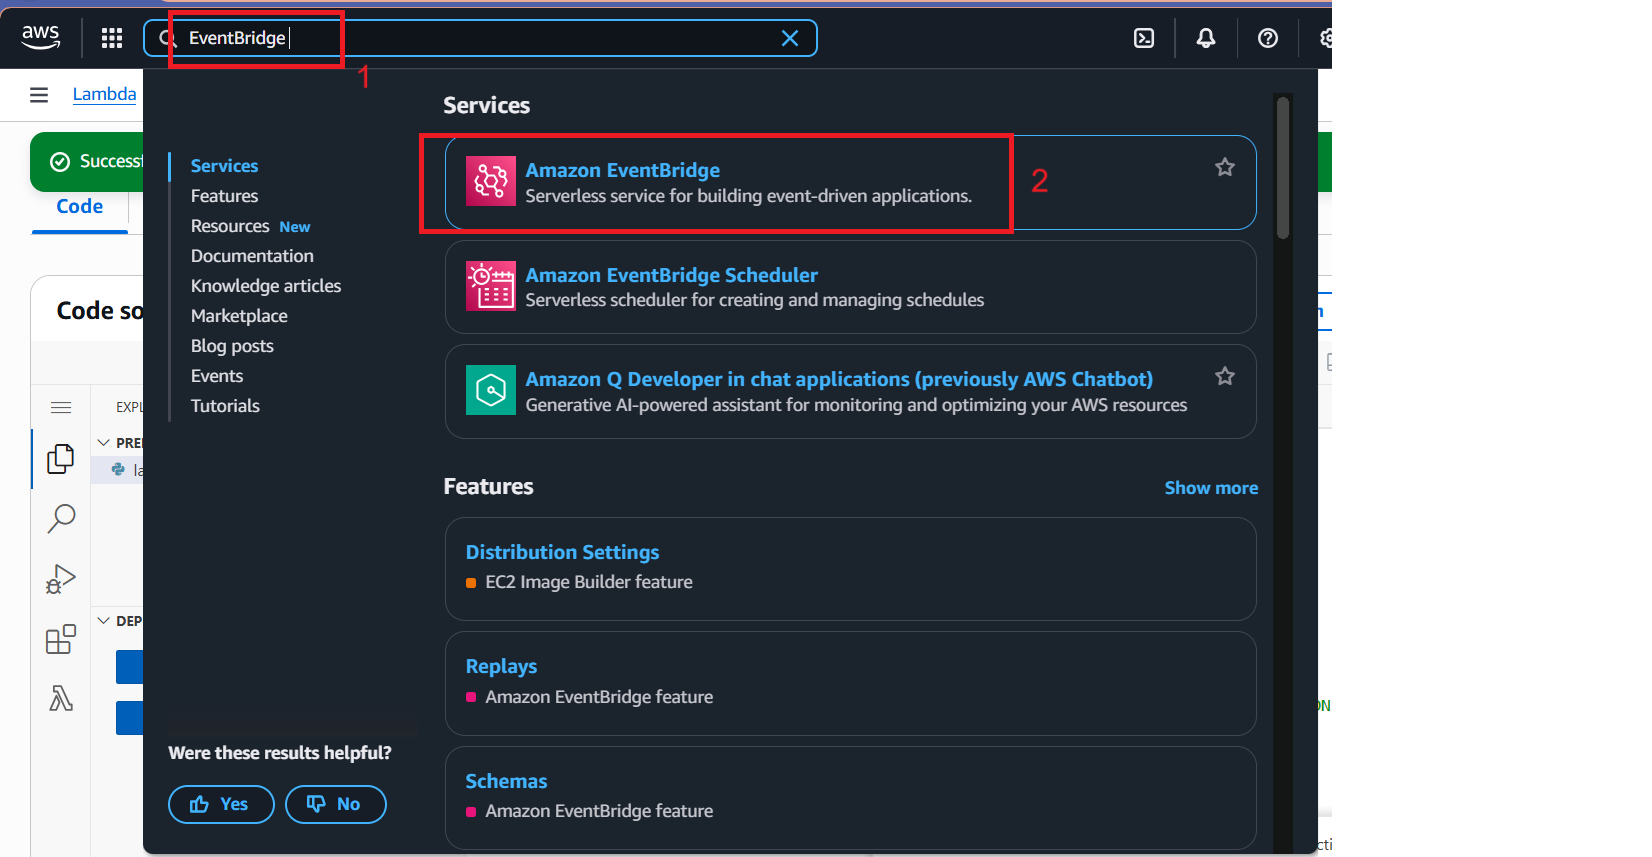 aws
EventBridge
1
Lambda
Success
Code
Code so
EXPL
PRE
la
DEP
Services
Features
Resources New
Documentation
Knowledge articles
Marketplace
Blog posts
Events
Tutorials
Were these results helpful?
Yes
No
Services
Amazon EventBridge
Serverless service for building event-driven applications.
2
Amazon EventBridge Scheduler
Serverless scheduler for creating and managing schedules
Amazon Q Developer in chat applications (previously AWS Chatbot)
Generative AI-powered assistant for monitoring and optimizing your AWS resources
Features
Show more
Distribution Settings
EC2 Image Builder feature
Replays
Amazon EventBridge feature
Schemas
Amazon EventBridge feature
ON
cti